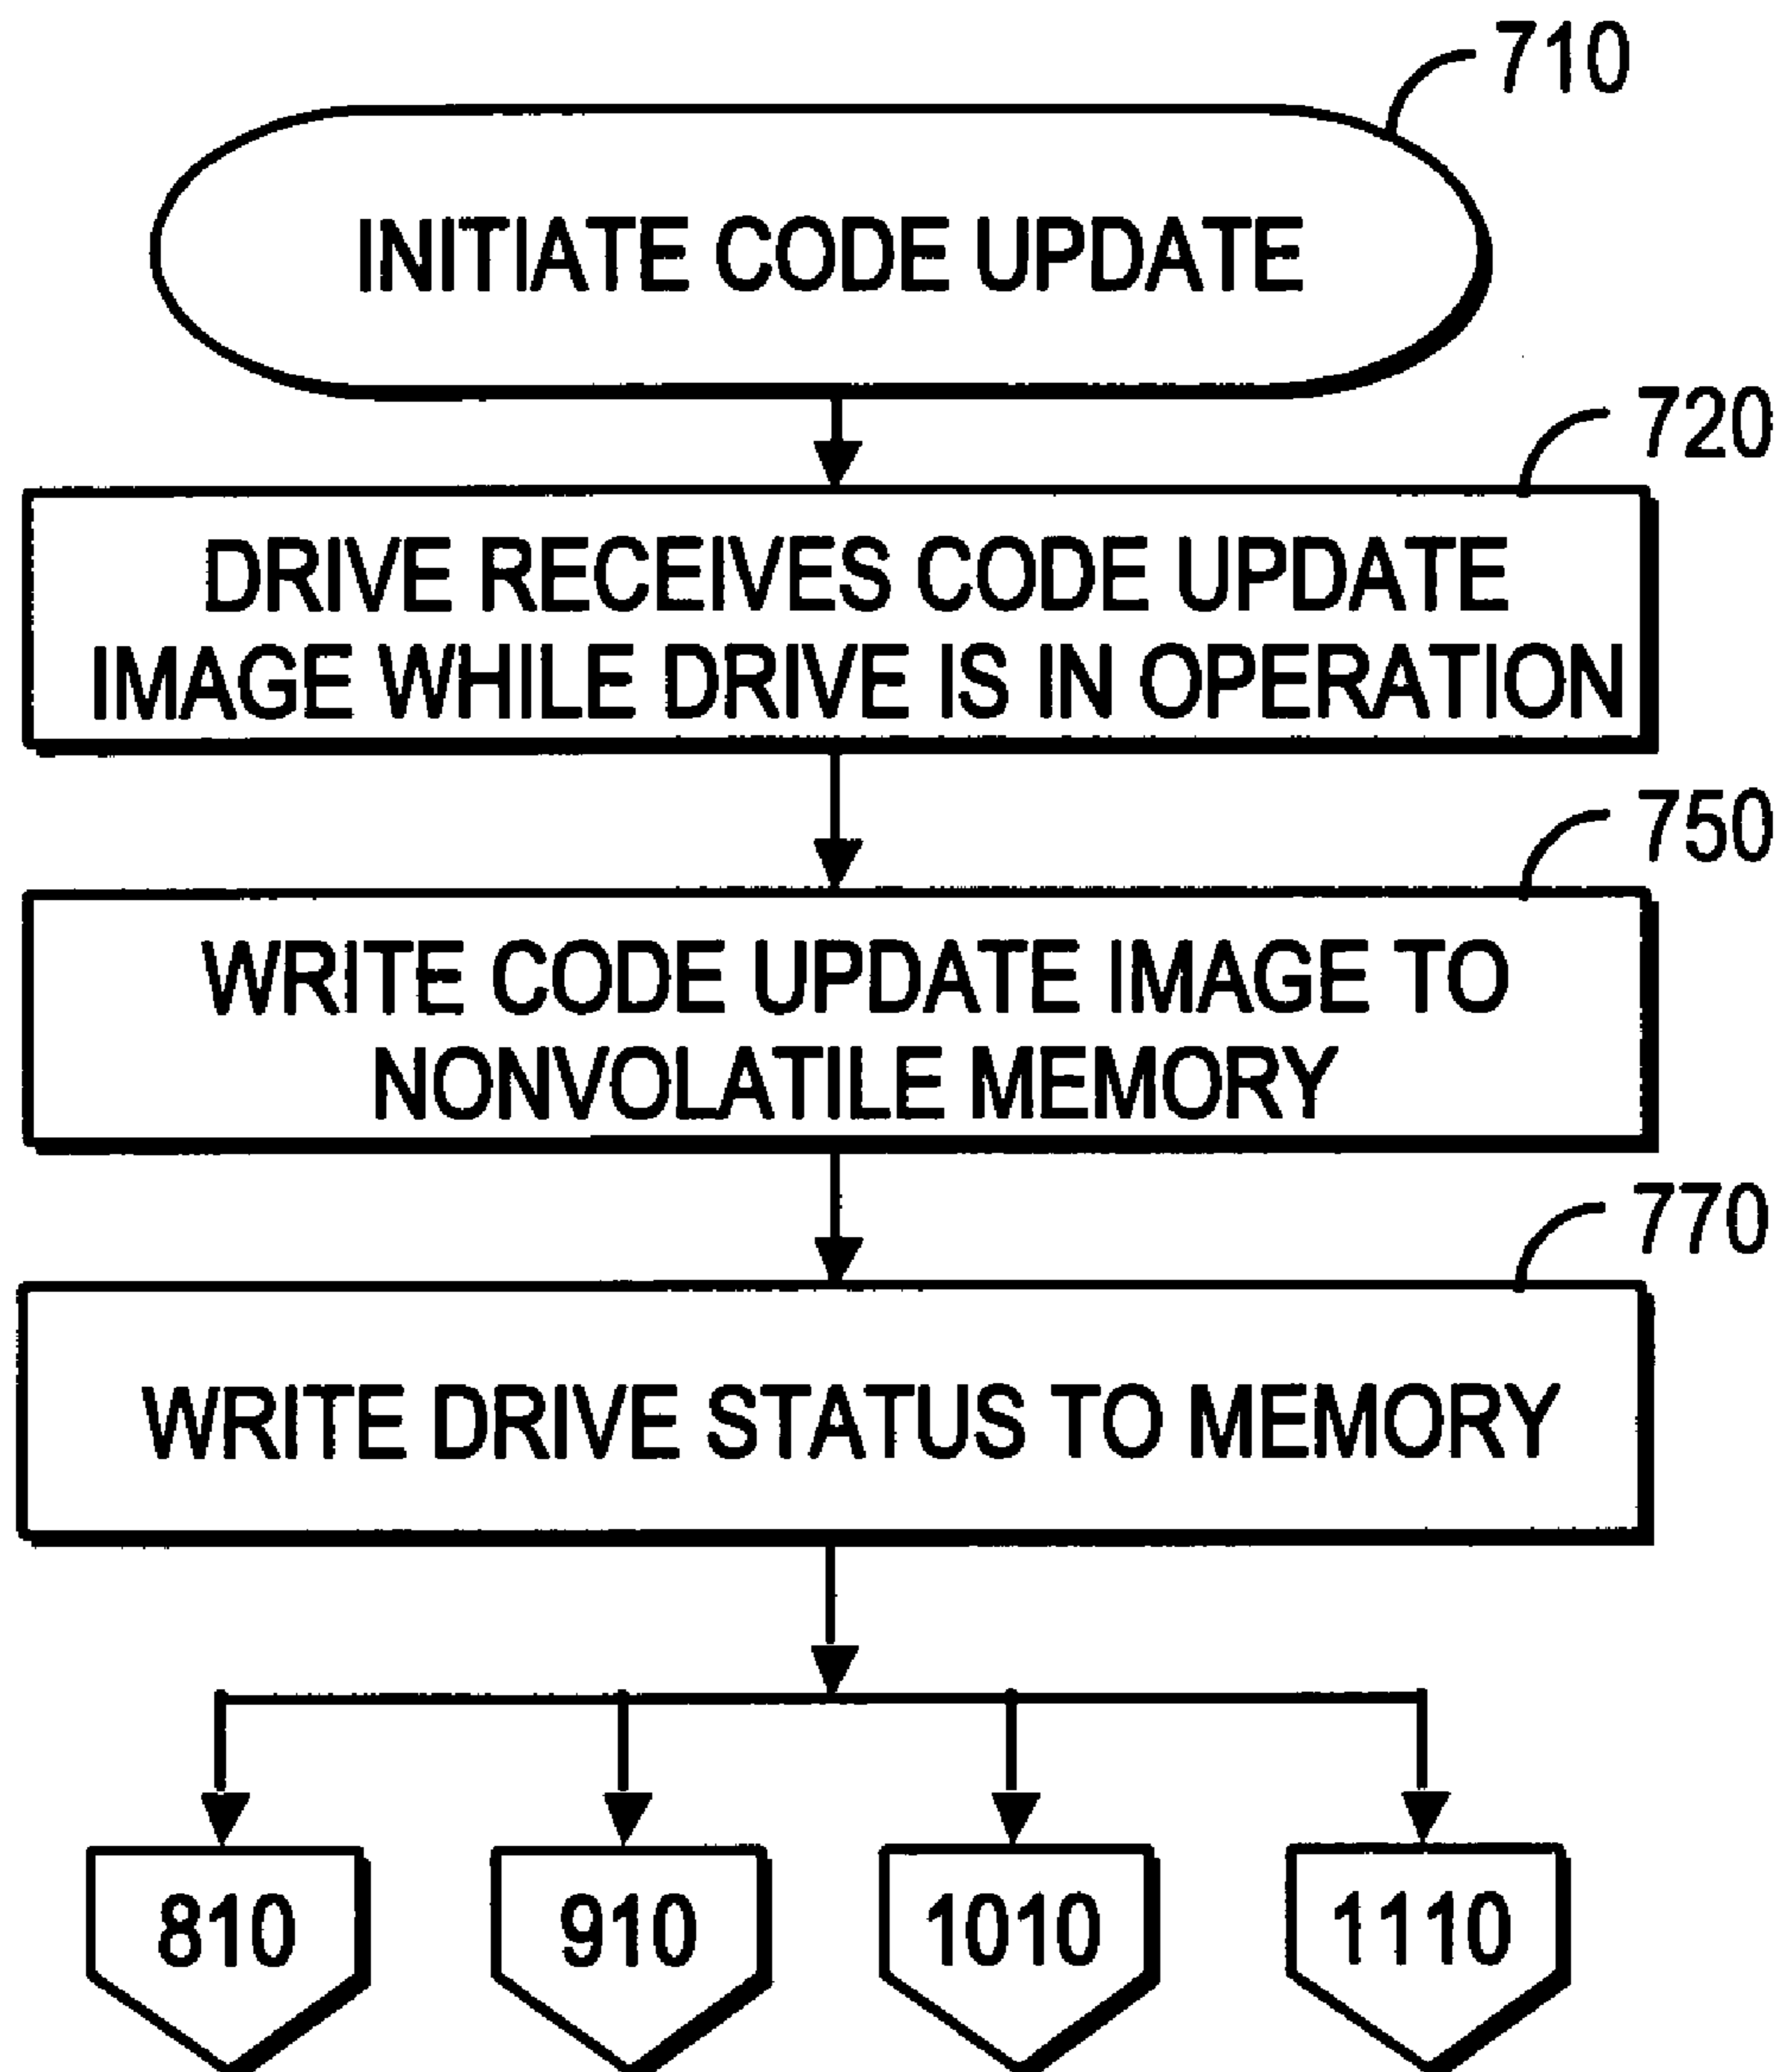 710
INITIATE CODE UPDATE
720
DRIVE RECEIVES CODE UPDATE
IMAGE WHILE DRIVE IS IN OPERATION
750
WRITE CODE UPDATE IMAGE TO
NONVOLATILE MEMORY
770
WRITE DRIVE STATUS TO MEMORY
810
910
1010
1110